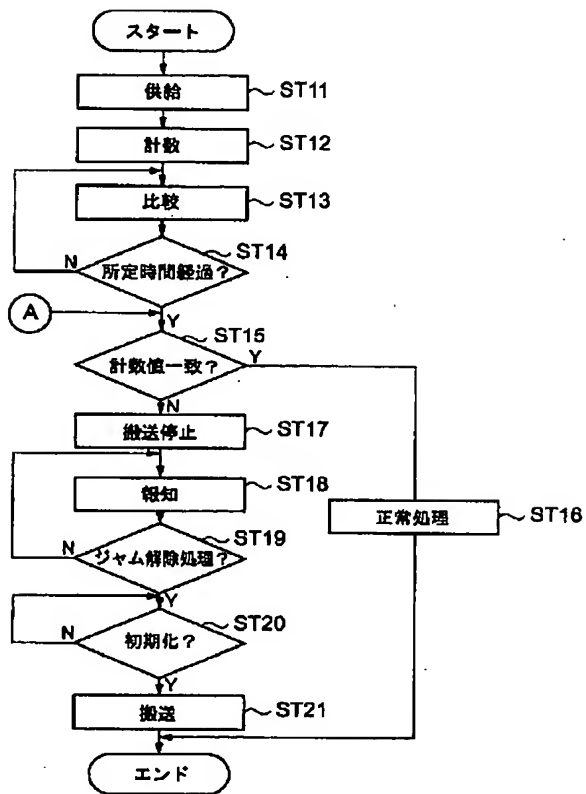 スタート
供給 ST11
計数 ST12
比較 ST13
ST14
N 所定時間経過?
A
Y
ST15
計数値一致? Y
N
搬送停止 ST17
報知 ST18
正常処理 ST16
ST19
N ジャム解除処理?
Y
ST20
N 初期化?
Y
搬送 ST21
エンド